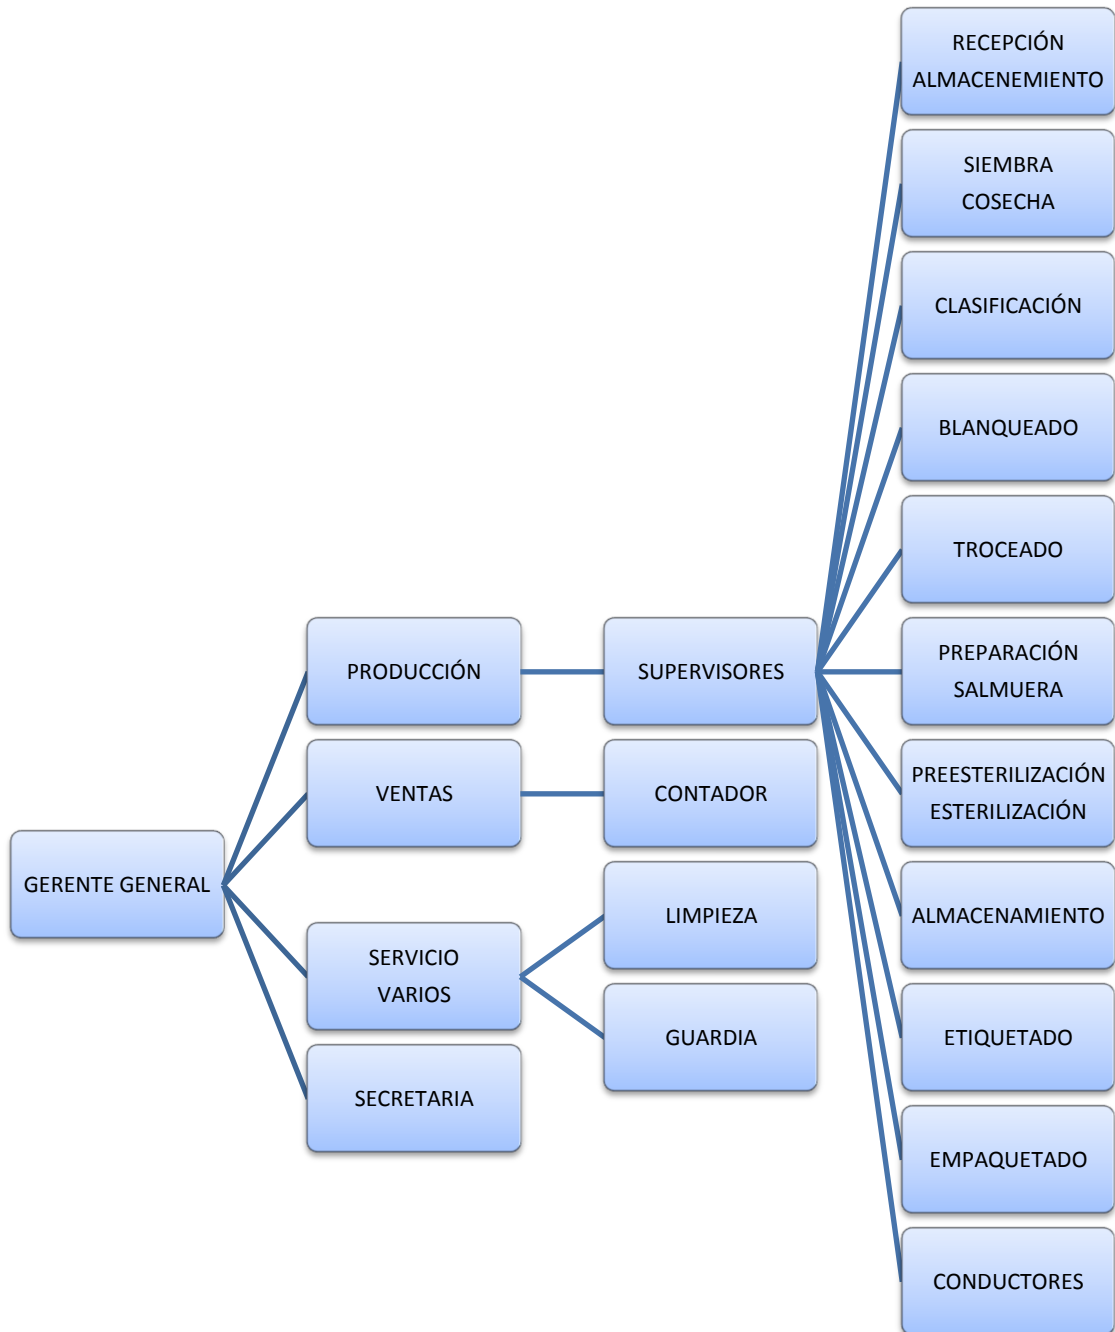 GERENTE GENERAL
PRODUCCIÓN
VENTAS
SERVICIO
VARIOS
SECRETARIA
SUPERVISORES
CONTADOR
LIMPIEZA
GUARDIA
RECEPCIÓN
ALMACENEMIENTO
SIEMBRA
COSECHA
CLASIFICACIÓN
BLANQUEADO
TROCEADO
PREPARACIÓN
SALMUERA
PREESTERILIZACIÓN
ESTERILIZACIÓN
ALMACENAMIENTO
ETIQUETADO
EMPAQUETADO
CONDUCTORES